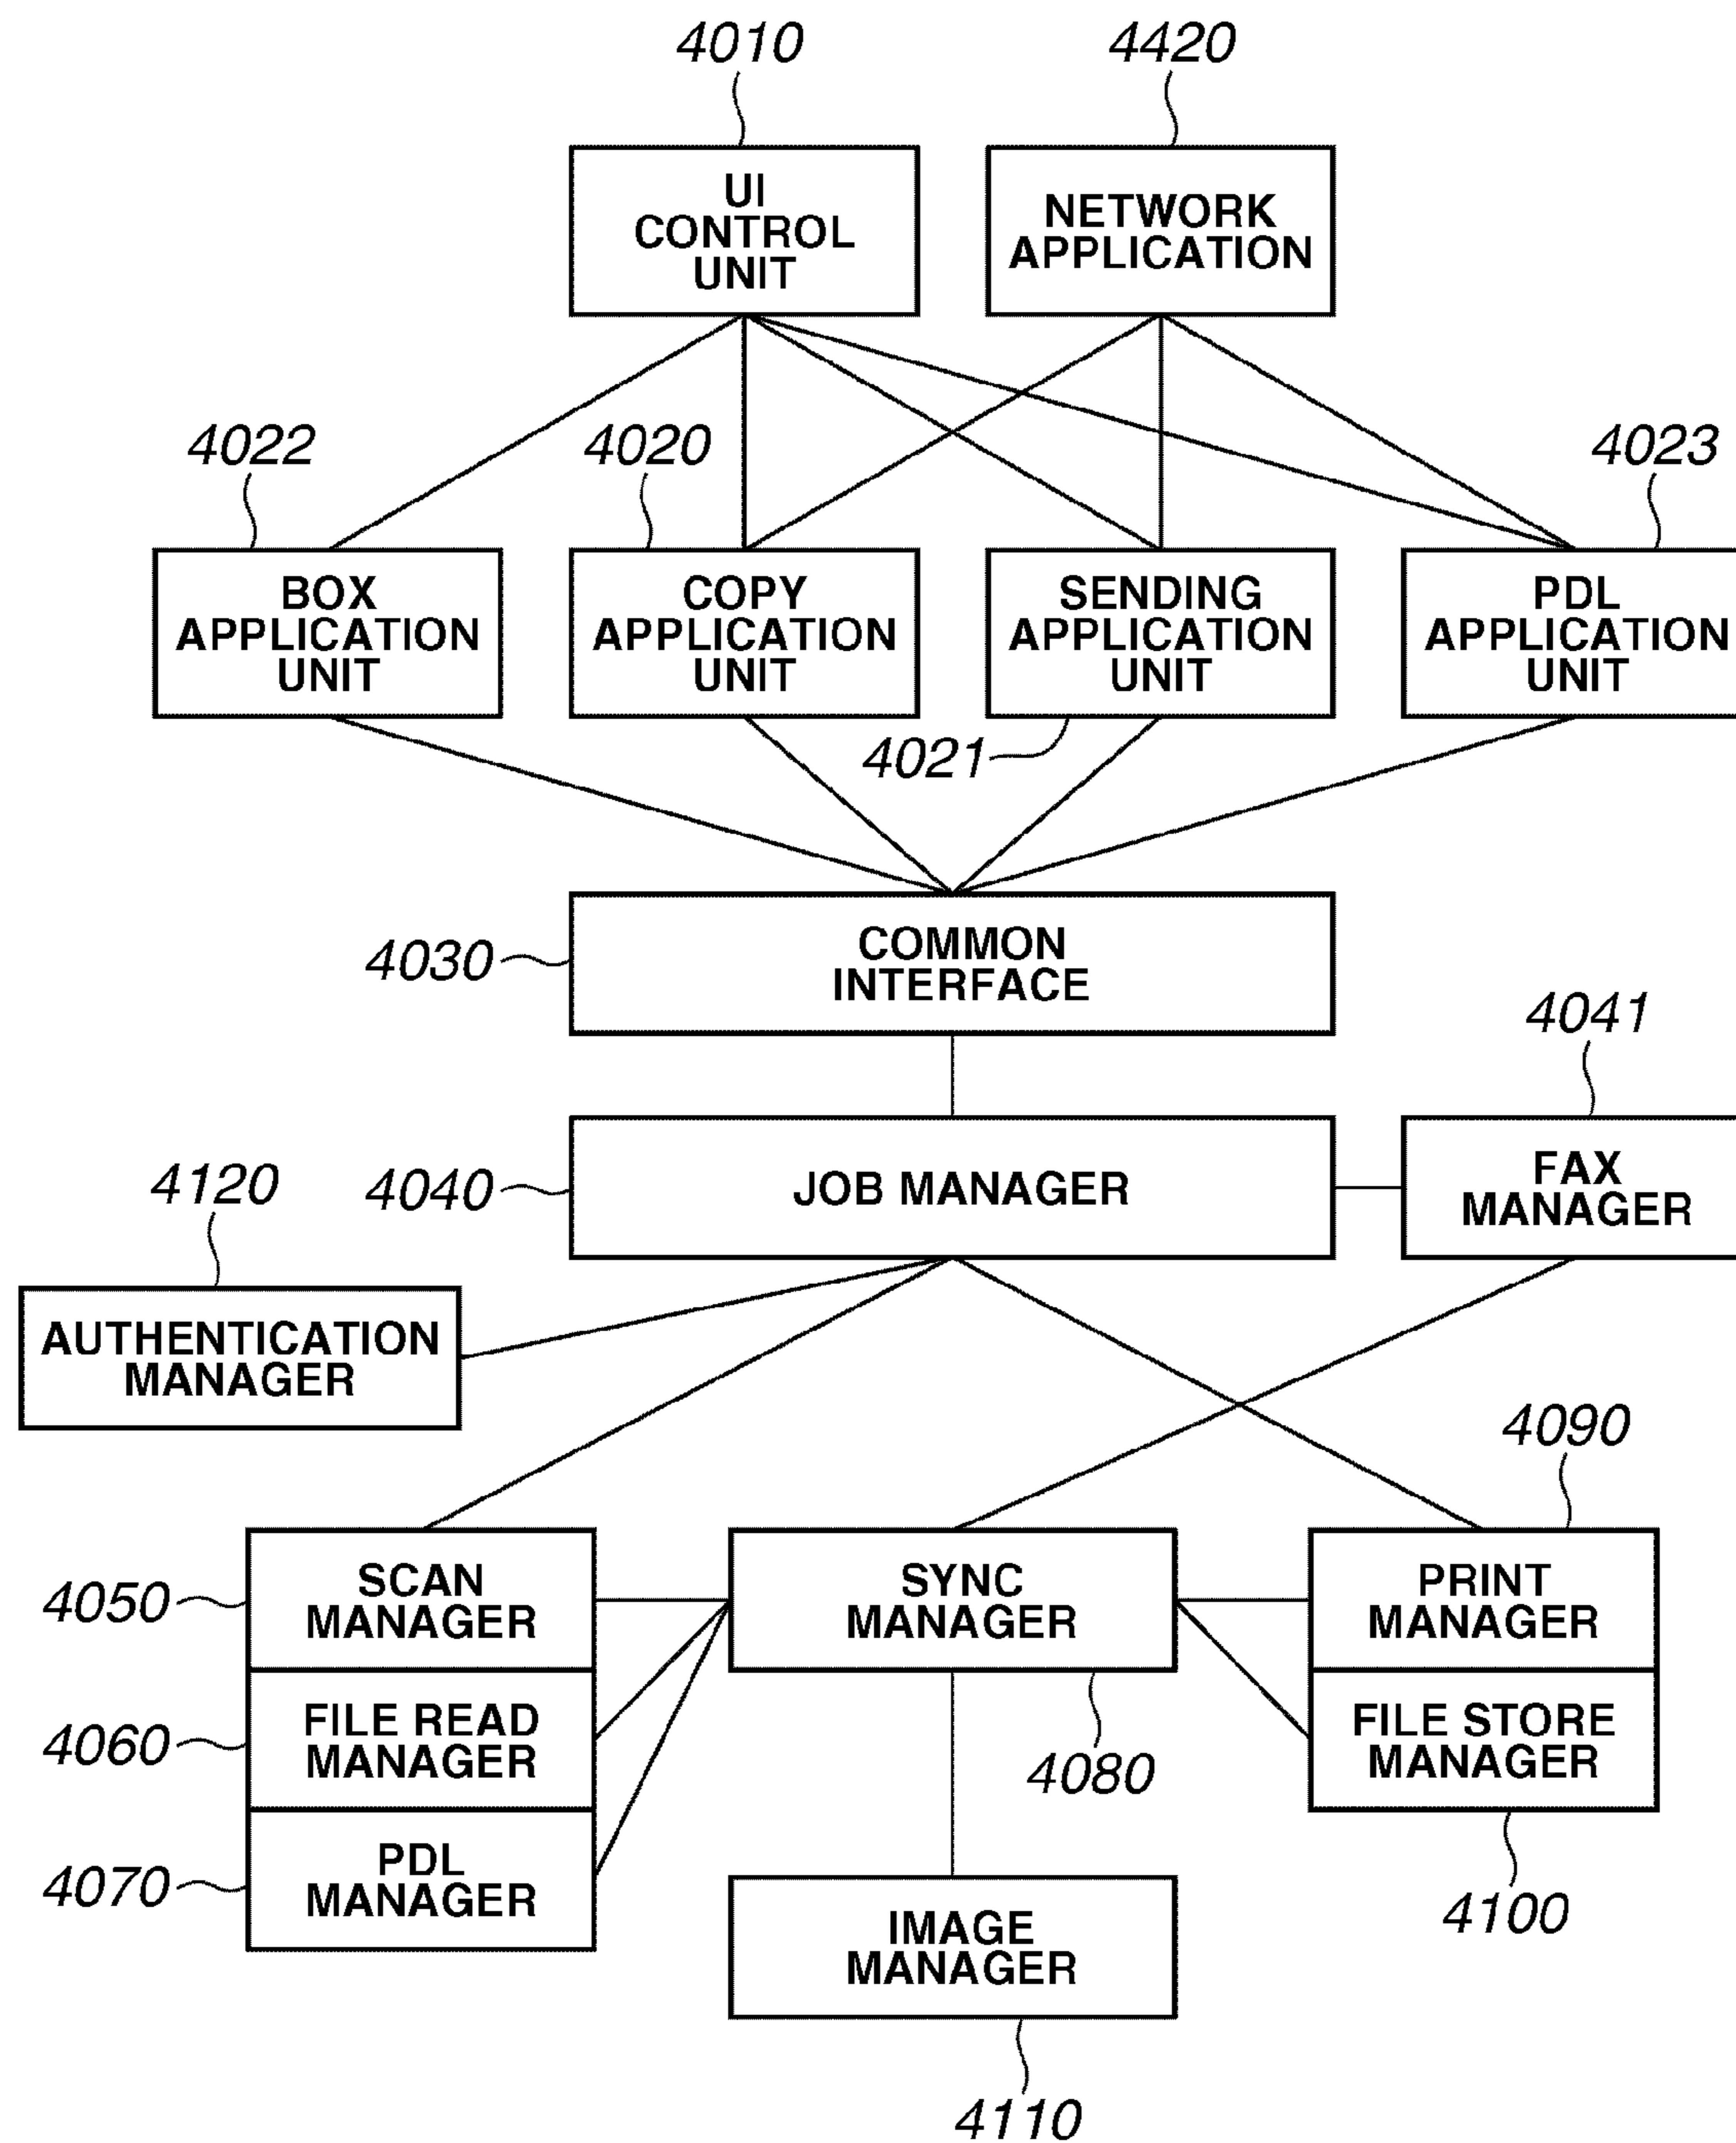 4010
4420
UI
CONTROL
UNIT
NETWORK
APPLICATION
4022
4020
4023
BOX
APPLICATION
UNIT
COPY
APPLICATION
UNIT
SENDING
APPLICATION
UNIT
PDL
APPLICATION
UNIT
4021
4030
COMMON
INTERFACE
4041
4120
4040
JOB MANAGER
FAX
MANAGER
AUTHENTICATION
MANAGER
4090
4050
SCAN
MANAGER
SYNC
MANAGER
PRINT
MANAGER
4060
FILE READ
MANAGER
4080
FILE STORE
MANAGER
4070
PDL
MANAGER
4100
IMAGE
MANAGER
4110